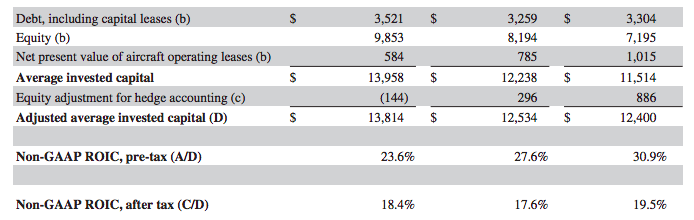 Debt, including capital leases (b) $ 3,521 $ 3,259 $ 3,304
Equity (b) 9,853 8,194 7,195
Net present value of aircraft operating leases (b) 584 785 1,015
Average invested capital $ 13,958 $ 12,238 $ 11,514
Equity adjustment for hedge accounting (c) (144) 296 886
Adjusted average invested capital (D) $ 13,814 $ 12,534 $ 12,400
Non-GAAP ROIC, pre-tax (A/D) 23.6% 27.6% 30.9%
Non-GAAP ROIC, after tax (C/D) 18.4% 17.6% 19.5%